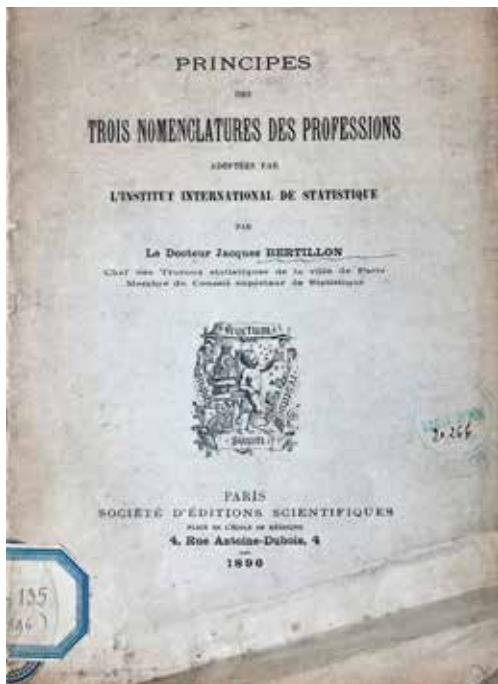 PRINCIPES
DES
TROIS NOMENCLATURES DES PROFESSIONS
ADOPTÉES PAR
L'INSTITUT INTERNATIONAL DE STATISTIQUE
PAR
Le Docteur Jacques BERTILLON
Chef des Travaux statistiques de la ville de Paris
Membre du Conseil supérieur de Statistique
FRUCTUM
PARIS
SOCIÉTÉ D'ÉDITIONS SCIENTIFIQUES
PLACE DE L'ÉCOLE DE MÉDECINE
4, Rue Antoine-Dubois, 4
1896
135